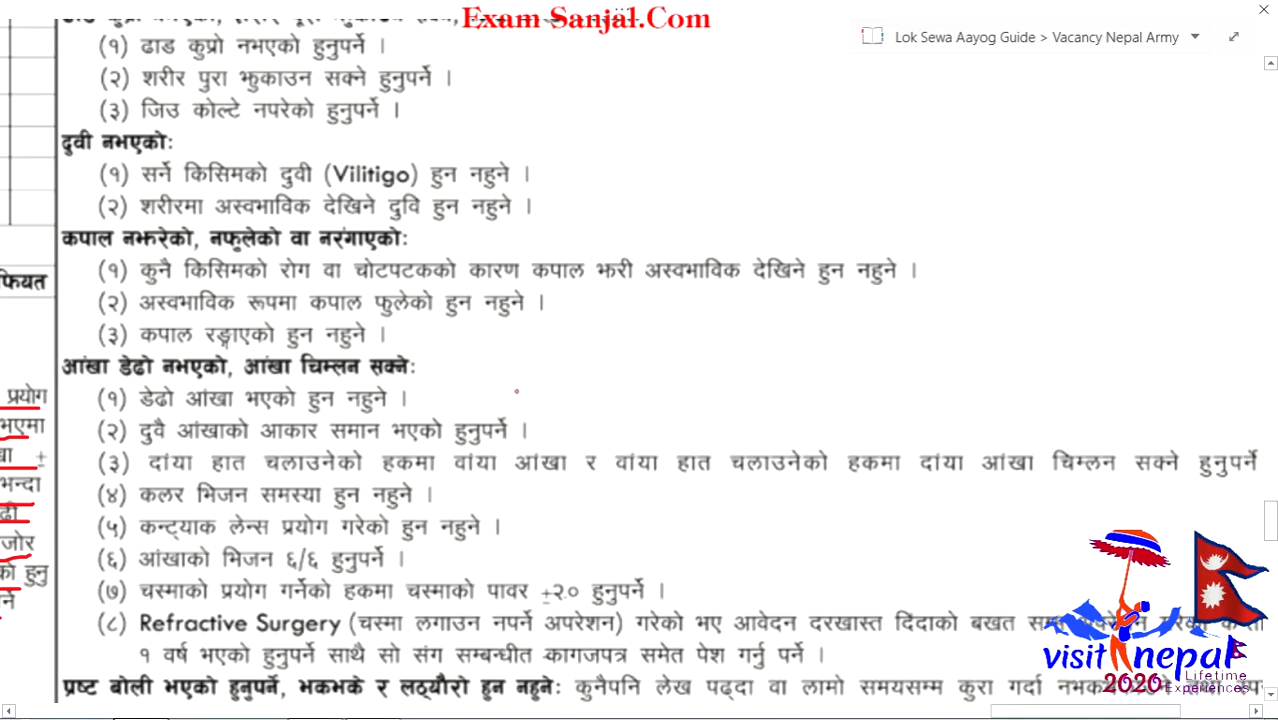 Exam Sanjal.Com
Lok Sewa Aayog Guide > Vacancy Nepal Army
(१) ढाड कुप्रो नभएको हुनुपर्ने ।
(२) शरीर पुरा झुकाउन सक्ने हुनुपर्ने ।
(३) जिउ कोल्टे नपरेको हुनुपर्ने ।
दुवी नभएको:
(१) सर्ने किसिमको दुवी (Vilitigo) हुन नहुने ।
(२) शरीरमा अस्वभाविक देखिने दुवि हुन नहुने ।
कपाल नझरेको, नफुलेको वा नरंगाएको:
(१) कुनै किसिमको रोग वा चोटपटकको कारण कपाल झरी अस्वभाविक देखिने हुन नहुने ।
(२) अस्वभाविक रूपमा कपाल फुलेको हुन नहुने ।
(३) कपाल रङ्गाएको हुन नहुने ।
फियत
आंखा डेढो नभएको, आंखा चिम्लन सक्ने:
(१) डेढो आंखा भएको हुन नहुने ।
(२) दुवै आंखाको आकार समान भएको हुनुपर्ने ।
(३) दांया हात चलाउनेको हकमा वांया आंखा र वांया हात चलाउनेको हकमा दांया आंखा चिम्लन सक्ने हुनुपर्ने
(४) कलर भिजन समस्या हुन नहुने ।
(५) कन्ट्याक लेन्स प्रयोग गरेको हुन नहुने ।
(६) आंखाको भिजन ६/६ हुनुपर्ने ।
(७) चस्माको प्रयोग गर्नेको हकमा चस्माको पावर ±२.० हुनुपर्ने ।
(८) Refractive Surgery (चस्मा लगाउन नपर्ने अपरेशन) गरेको भए आवेदन दरखास्त दिंदाको बखत
१ वर्ष भएको हुनुपर्ने साथै सो संग सम्बन्धीत कागजपत्र समेत पेश गर्नु पर्ने ।
प्रष्ट बोली भएको हुनुपर्ने, भकभके र लठ्यौरो हुन नहुने: कुनैपनि लेख पढ्दा वा लामो समयसम्म कुरा गर्दा
प्रयोग
भएमा
±
भन्दा
जोर
को हुनु
visit nepal
2020 Lifetime
Experiences